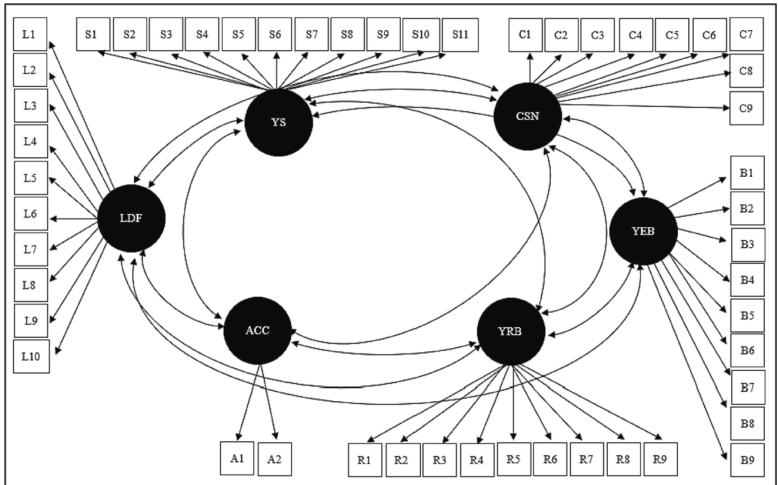 L1
L2
L3
L4
L5
L6
L7
L8
L9
L10
S1 S2 S3 S4 S5 S6 S7 S8 S9 S10 S11
C1 C2 C3 C4 C5 C6 C7
C8
C9
YS
CSN
LDF
YEB
ACC
YRB
B1
B2
B3
B4
B5
B6
B7
B8
B9
A1 A2
R1 R2 R3 R4 R5 R6 R7 R8 R9